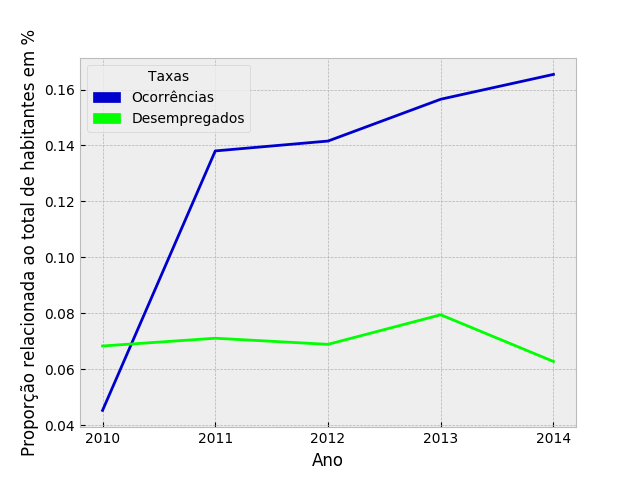 Proporção relacionada ao total de habitantes em %
Taxas
Ocorrências
Desempregados
0.16
0.14
0.12
0.10
0.08
0.06
0.04
2010 2011 2012 2013 2014
Ano